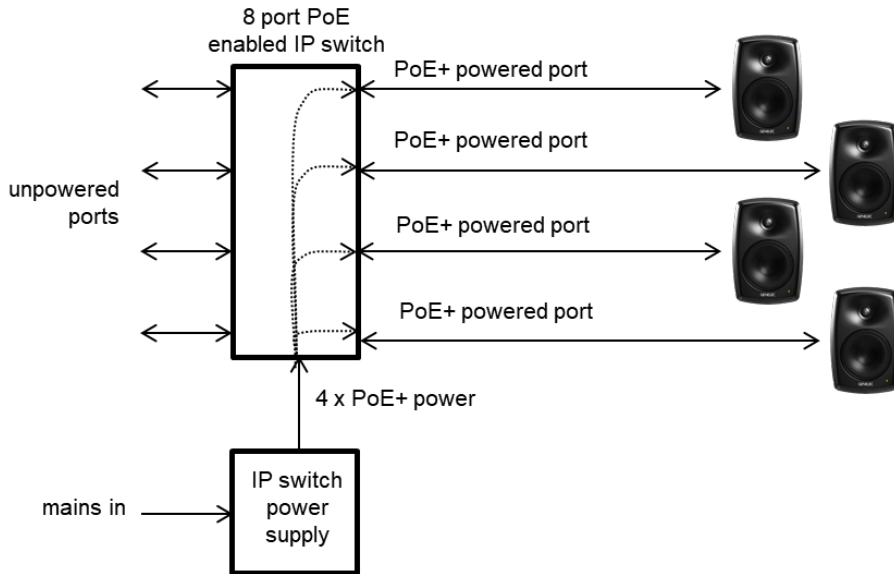 8 port PoE
enabled IP switch
PoE+ powered port
PoE+ powered port
unpowered
ports
PoE+ powered port
PoE+ powered port
4 x PoE+ power
mains in
IP switch
power
supply